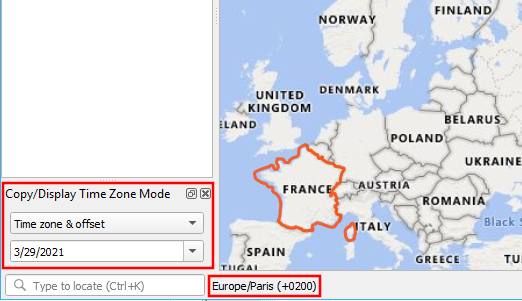 NORWAY
FINLAND
UNITED
KINGDOM
DENMARK
ELAND
BELARUS
POLAND
UKRAINE
FRANCE
AUSTRIA
ROMANIA
ITALY
Black S
SPAIN
GREECE
TUGAL
Copy/Display Time Zone Mode
Time zone & offset
3/29/2021
Type to locate (Ctrl+K)
Europe/Paris (+0200)